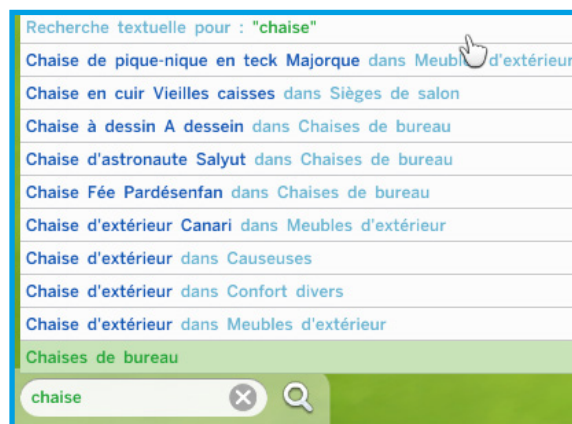 Recherche textuelle pour : "chaise"
Chaise de pique-nique en teck Majorque dans Meubles d'extérieur
Chaise en cuir Vieilles caisses dans Sièges de salon
Chaise à dessin A dessein dans Chaises de bureau
Chaise d'astronaute Salyut dans Chaises de bureau
Chaise Fée Pardésenfan dans Chaises de bureau
Chaise d'extérieur Canari dans Meubles d'extérieur
Chaise d'extérieur dans Causeuses
Chaise d'extérieur dans Confort divers
Chaise d'extérieur dans Meubles d'extérieur
Chaises de bureau
chaise